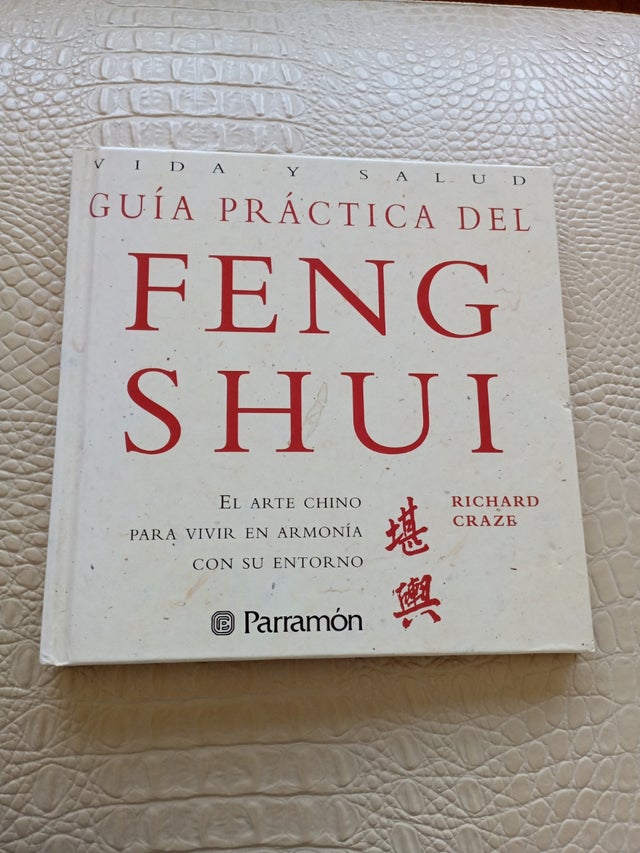 VIDA Y SALUD
GUÍA PRÁCTICA DEL
FENG
SHUI
EL ARTE CHINO
PARA VIVIR EN ARMONÍA
CON SU ENTORNO
RICHARD
CRAZE
堪
輿
Parramón